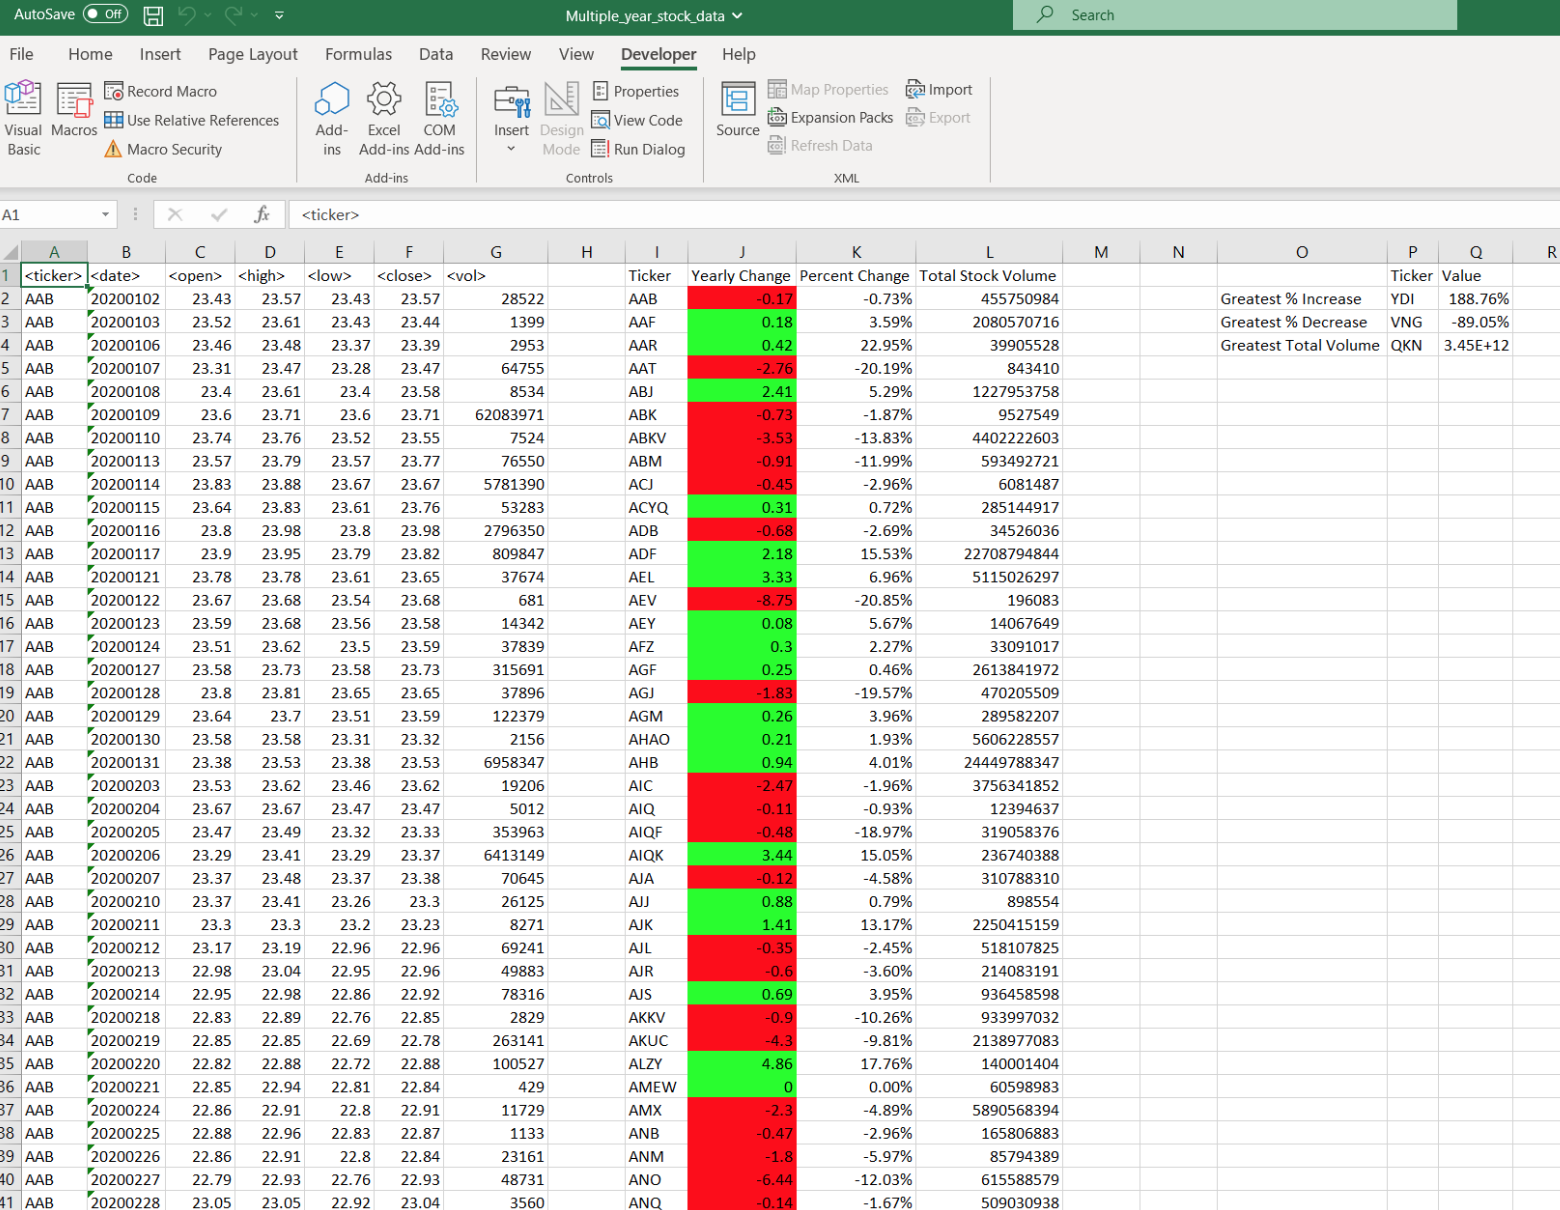 AutoSave Off Multiple_year_stock_data Search
File Home Insert Page Layout Formulas Data Review View Developer Help
Visual Basic
Macros
Record Macro
Use Relative References
Macro Security
Code
Add-ins
Excel Add-ins
COM Add-ins
Add-ins
Insert
Design Mode
Properties
View Code
Run Dialog
Controls
Source
Map Properties
Expansion Packs
Refresh Data
Import
Export
XML
A1 fx <ticker>
A B C D E F G H I J K L M N O P Q R
1 <ticker> <date> <open> <high> <low> <close> <vol> Ticker Yearly Change Percent Change Total Stock Volume Ticker Value
2 AAB 20200102 23.43 23.57 23.43 23.57 28522 AAB -0.17 -0.73% 455750984 Greatest % Increase YDI 188.76%
3 AAB 20200103 23.52 23.61 23.43 23.44 1399 AAF 0.18 3.59% 2080570716 Greatest % Decrease VNG -89.05%
4 AAB 20200106 23.46 23.48 23.37 23.39 2953 AAR 0.42 22.95% 39905528 Greatest Total Volume QKN 3.45E+12
5 AAB 20200107 23.31 23.47 23.28 23.47 64755 AAT -2.76 -20.19% 843410
6 AAB 20200108 23.4 23.61 23.4 23.58 8534 ABJ 2.41 5.29% 1227953758
7 AAB 20200109 23.6 23.71 23.6 23.71 62083971 ABK -0.73 -1.87% 9527549
8 AAB 20200110 23.74 23.76 23.52 23.55 7524 ABKV -3.53 -13.83% 4402222603
9 AAB 20200113 23.57 23.79 23.57 23.77 76550 ABM -0.91 -11.99% 593492721
10 AAB 20200114 23.83 23.88 23.67 23.67 5781390 ACJ -0.45 -2.96% 6081487
11 AAB 20200115 23.64 23.83 23.61 23.76 53283 ACYQ 0.31 0.72% 285144917
12 AAB 20200116 23.8 23.98 23.8 23.98 2796350 ADB -0.68 -2.69% 34526036
13 AAB 20200117 23.9 23.95 23.79 23.82 809847 ADF 2.18 15.53% 22708794844
14 AAB 20200121 23.78 23.78 23.61 23.65 37674 AEL 3.33 6.96% 5115026297
15 AAB 20200122 23.67 23.68 23.54 23.68 681 AEV -8.75 -20.85% 196083
16 AAB 20200123 23.59 23.68 23.56 23.58 14342 AEY 0.08 5.67% 14067649
17 AAB 20200124 23.51 23.62 23.5 23.59 37839 AFZ 0.3 2.27% 33091017
18 AAB 20200127 23.58 23.73 23.58 23.73 315691 AGF 0.25 0.46% 2613841972
19 AAB 20200128 23.8 23.81 23.65 23.65 37896 AGJ -1.83 -19.57% 470205509
20 AAB 20200129 23.64 23.7 23.51 23.59 122379 AGM 0.26 3.96% 289582207
21 AAB 20200130 23.58 23.58 23.31 23.32 2156 AHAO 0.21 1.93% 5606228557
22 AAB 20200131 23.38 23.53 23.38 23.53 6958347 AHB 0.94 4.01% 24449788347
23 AAB 20200203 23.53 23.62 23.46 23.62 19206 AIC -2.47 -1.96% 3756341852
24 AAB 20200204 23.67 23.67 23.47 23.47 5012 AIQ -0.11 -0.93% 12394637
25 AAB 20200205 23.47 23.49 23.32 23.33 353963 AIQF -0.48 -18.97% 319058376
26 AAB 20200206 23.29 23.41 23.29 23.37 6413149 AIQK 3.44 15.05% 236740388
27 AAB 20200207 23.37 23.48 23.37 23.38 70645 AJA -0.12 -4.58% 310788310
28 AAB 20200210 23.37 23.41 23.26 23.3 26125 AJJ 0.88 0.79% 898554
29 AAB 20200211 23.3 23.3 23.2 23.23 8271 AJK 1.41 13.17% 2250415159
30 AAB 20200212 23.17 23.19 22.96 22.96 69241 AJL -0.35 -2.45% 518107825
31 AAB 20200213 22.98 23.04 22.95 22.96 49883 AJR -0.6 -3.60% 214083191
32 AAB 20200214 22.95 22.98 22.86 22.92 78316 AJS 0.69 3.95% 936458598
33 AAB 20200218 22.83 22.89 22.76 22.85 2829 AKKV -0.9 -10.26% 933997032
34 AAB 20200219 22.85 22.85 22.69 22.78 263141 AKUC -4.3 -9.81% 2138977083
35 AAB 20200220 22.82 22.88 22.72 22.88 100527 ALZY 4.86 17.76% 140001404
36 AAB 20200221 22.85 22.94 22.81 22.84 429 AMEW 0 0.00% 60598983
37 AAB 20200224 22.86 22.91 22.8 22.91 11729 AMX -2.3 -4.89% 5890568394
38 AAB 20200225 22.88 22.96 22.83 22.87 1133 ANB -0.47 -2.96% 165806883
39 AAB 20200226 22.86 22.91 22.8 22.84 23161 ANM -1.8 -5.97% 85794389
40 AAB 20200227 22.79 22.93 22.76 22.93 48731 ANO -6.44 -12.03% 615588579
41 AAB 20200228 23.05 23.05 22.92 23.04 3560 ANQ -0.14 -1.67% 509030938